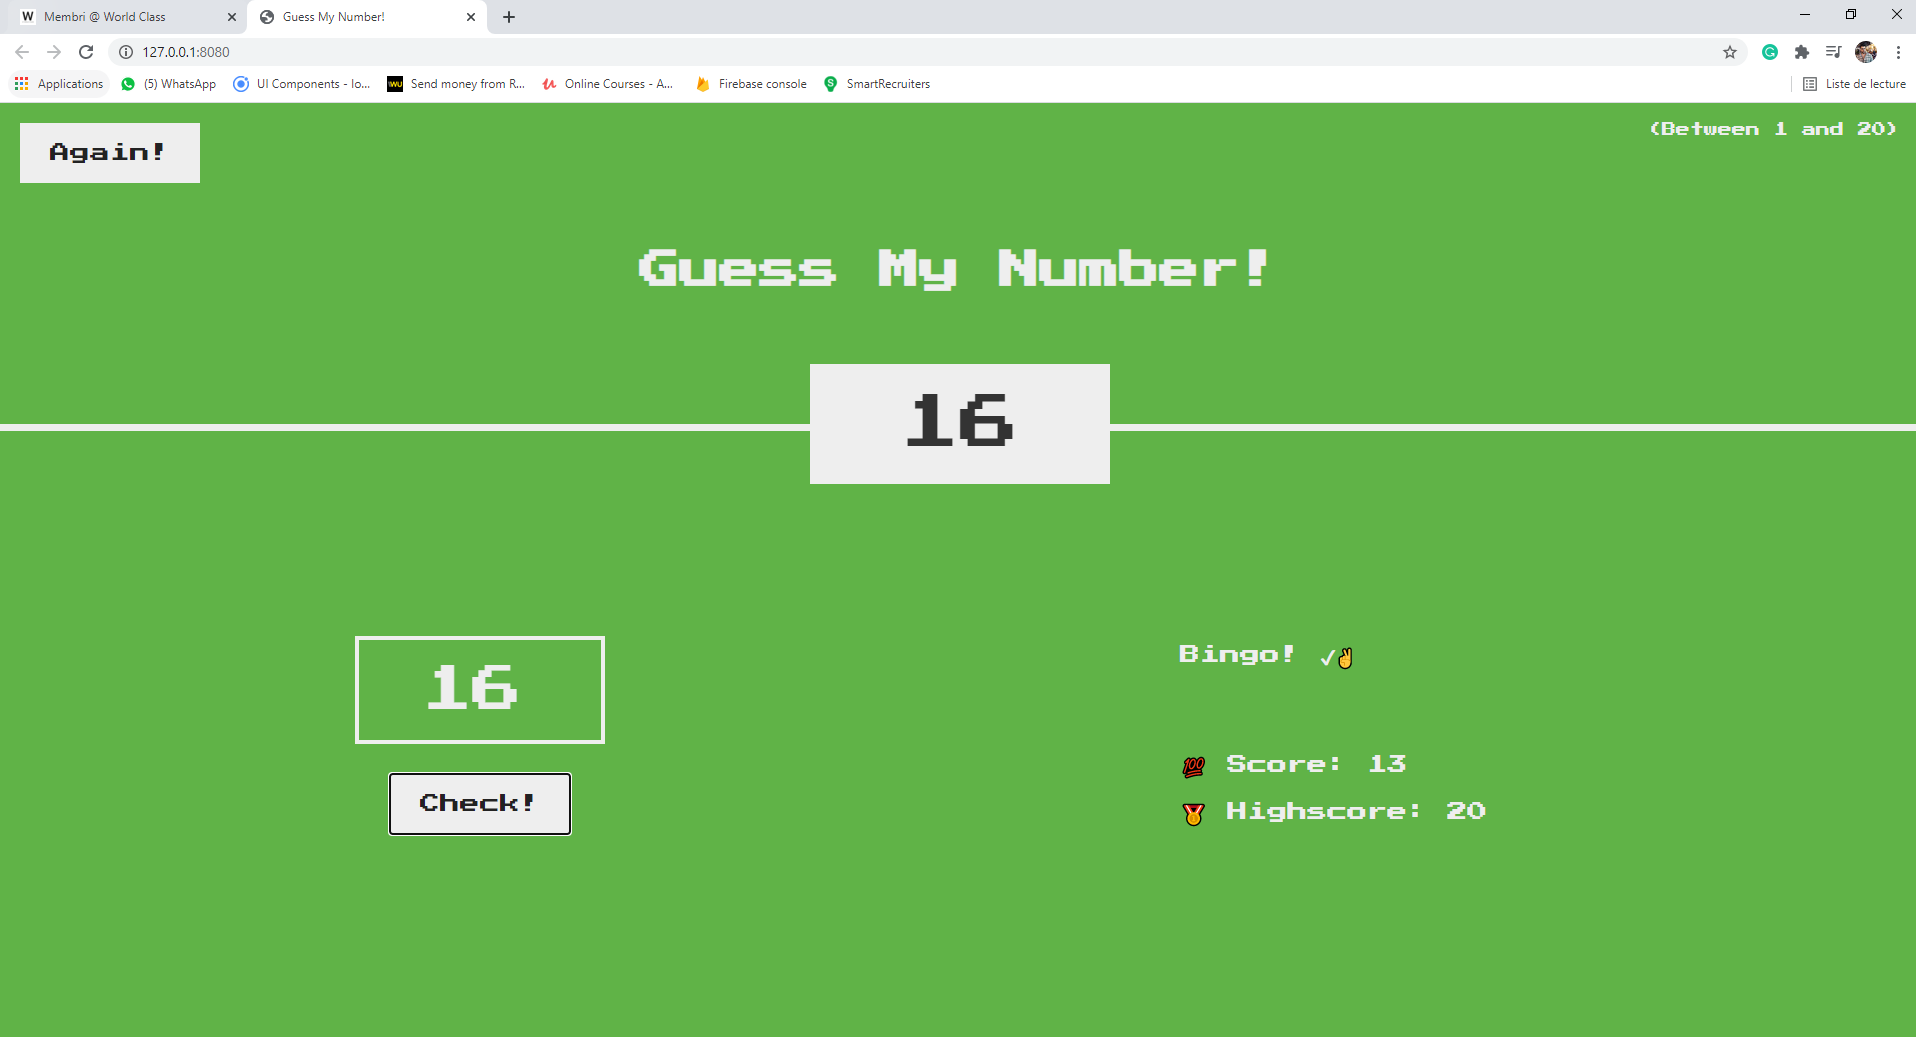 W Membri @ World Class
Guess My Number!
127.0.0.1:8080
Applications
(5) WhatsApp
UI Components - Io...
WU Send money from R...
Online Courses - A...
Firebase console
S SmartRecruiters
Liste de lecture
Again!
(Between 1 and 20)
Guess My Number!
16
16
Check!
Bingo! ✓✌
💯 Score: 13
🥇 Highscore: 20